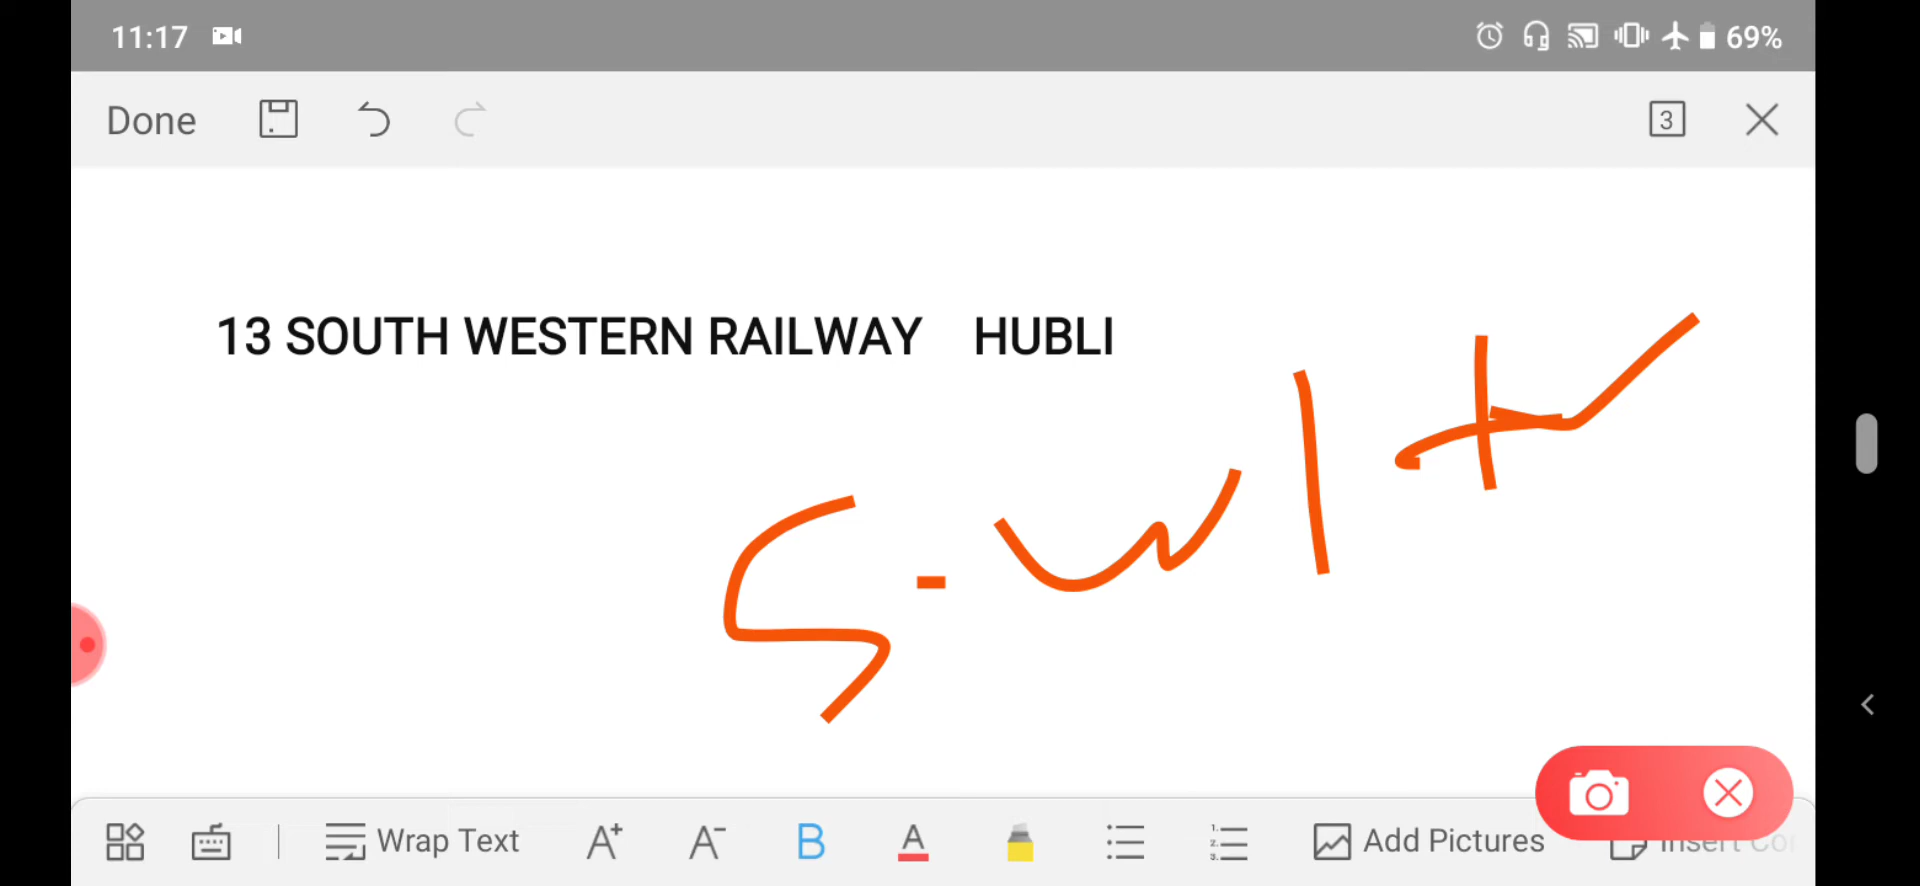 11:17 69%
Done 3
13 SOUTH WESTERN RAILWAY HUBLI
S-W
Wrap Text A+ A- B A Add Pictures